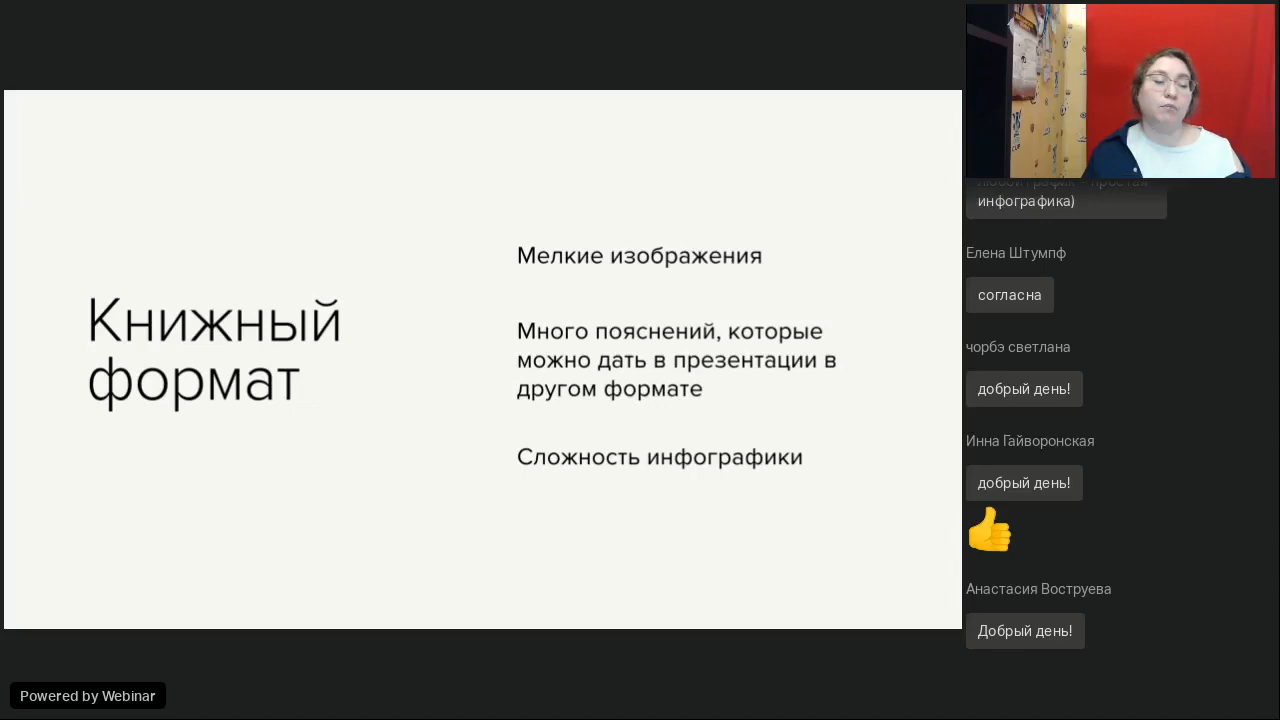 Книжный
формат
Мелкие изображения
Много пояснений, которые
можно дать в презентации в
другом формате
Сложность инфографики
инфографика)
Елена Штумпф
согласна
чорбэ светлана
добрый день!
Инна Гайворонская
добрый день!
Анастасия Воструева
Добрый день!
Powered by Webinar